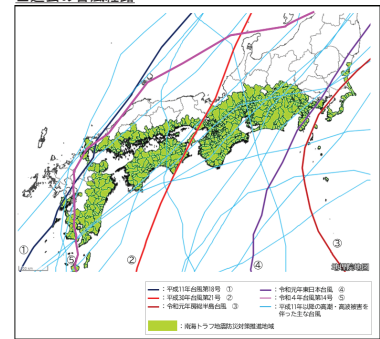 ①
⑤
②
④
③
地理院地図
：平成11年台風第18号 ①
：平成30年台風第21号 ②
：令和元年房総半島台風 ③
：令和元年東日本台風 ④
：令和4年台風第14号 ⑤
：平成11年以降の高潮・高波被害を
伴った主な台風
：南海トラフ地震防災対策推進地域